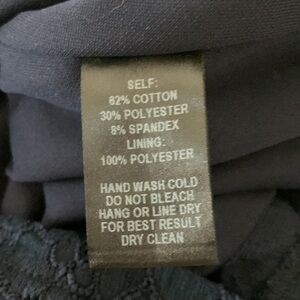 SELF:
62% COTTON
30% POLYESTER
8% SPANDEX
LINING:
100% POLYESTER
HAND WASH COLD
DO NOT BLEACH
HANG OR LINE DRY
FOR BEST RESULT
DRY CLEAN